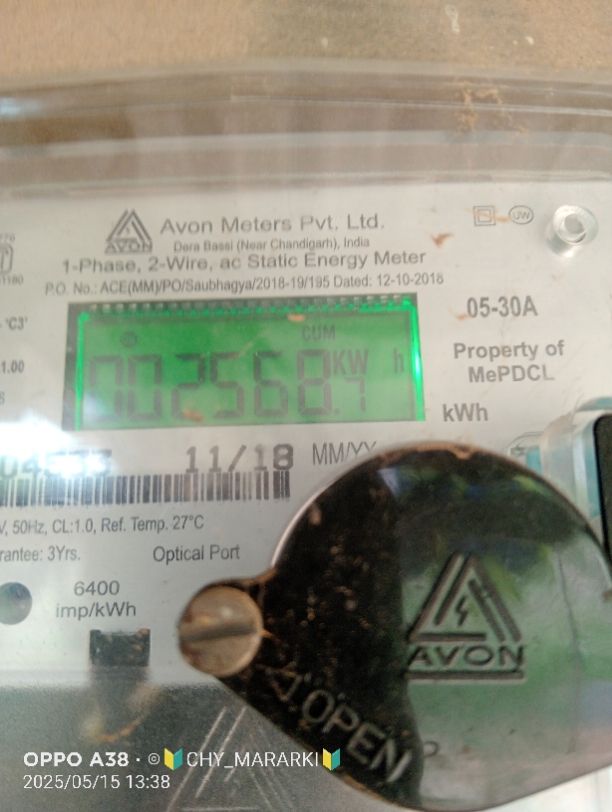 AVON
Avon Meters Pvt. Ltd.
Dera Bassi (Near Chandigarh), India
1-Phase, 2-Wire, ac Static Energy Meter
P.O. No.: ACE(MM)/PO/Saubhagya/2018-19/195 Dated: 12-10-2018
UW
05-30A
'C3'
1.00
CUM
002568.7 KW h
Property of
MePDCL
kWh
11/18 MM/YY
V, 50Hz, CL:1.0, Ref. Temp. 27°C
rantee: 3Yrs. Optical Port
6400
imp/kWh
AVON
OPEN
OPPO A38 · © CHY_MARARKI
2025/05/15 13:38